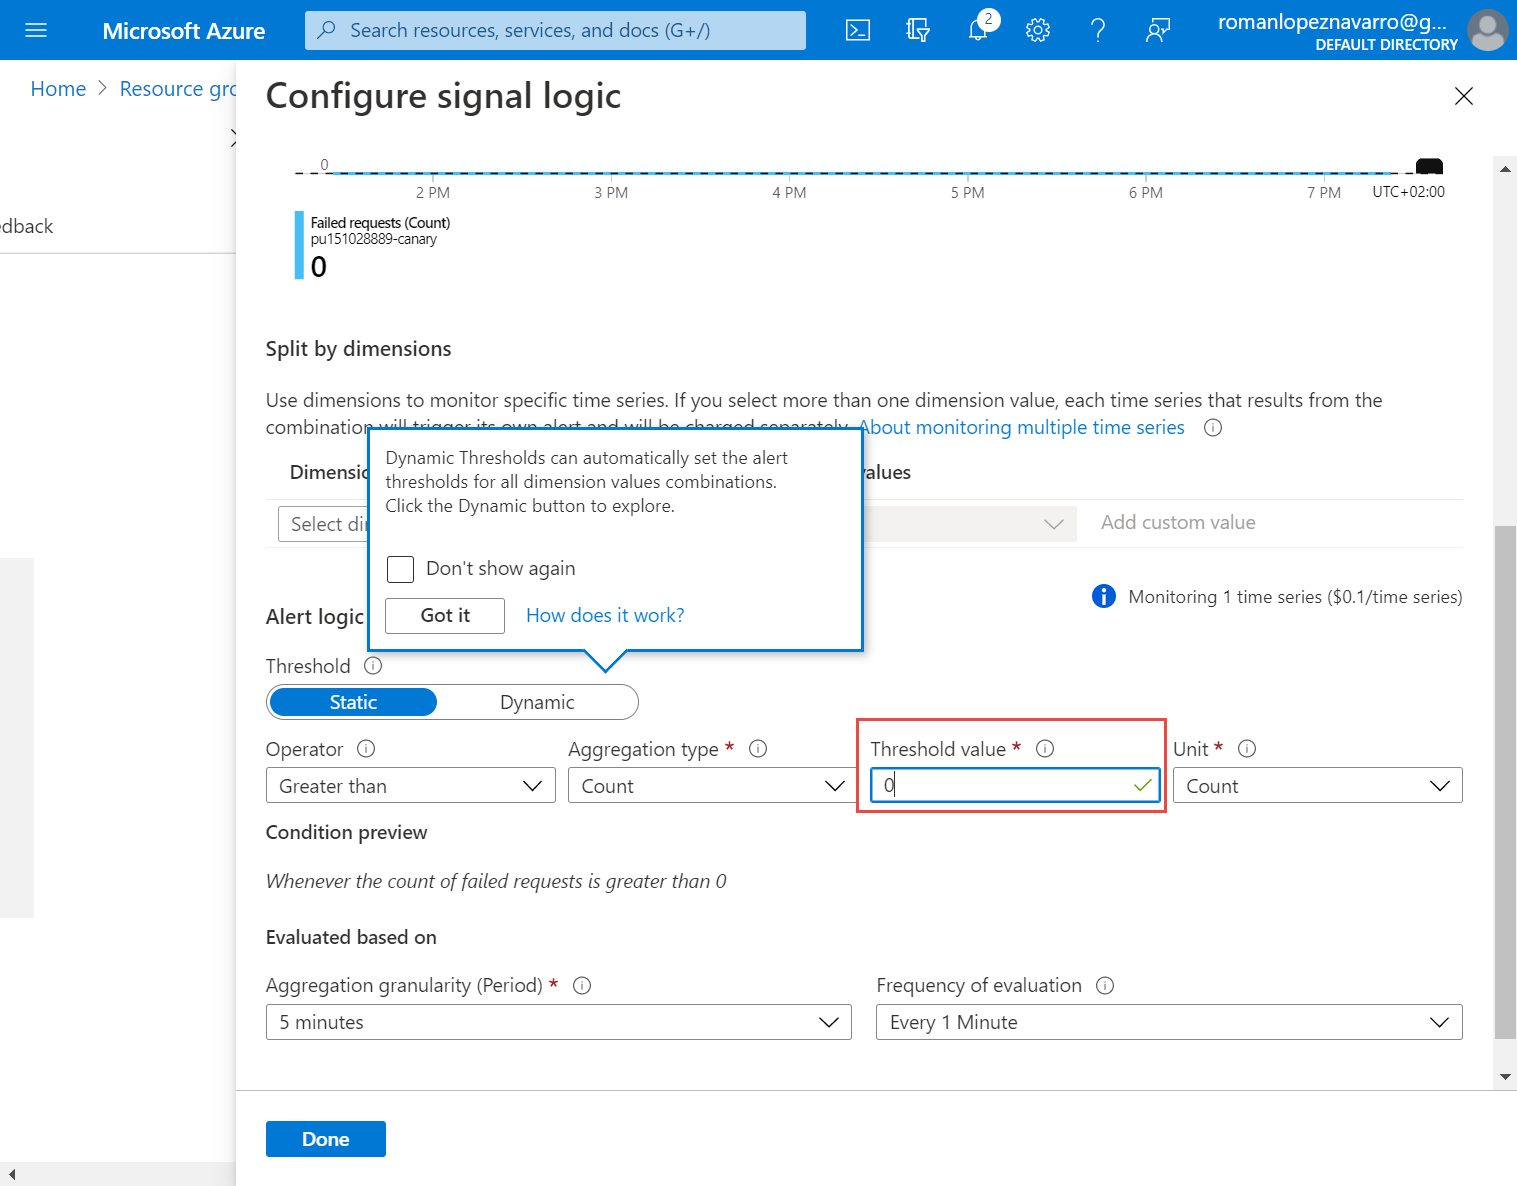 Microsoft Azure
Search resources, services, and docs (G+/)
2
romanlopeznavarro@g...
DEFAULT DIRECTORY
Home > Resource gro
Configure signal logic
edback
0
2 PM 3 PM 4 PM 5 PM 6 PM 7 PM UTC+02:00
Failed requests (Count)
pu151028889-canary
0
Split by dimensions
Use dimensions to monitor specific time series. If you select more than one dimension value, each time series that results from the
combination will trigger its own alert and will be charged separately. About monitoring multiple time series
Dimensio
values
Select di
Add custom value
Dynamic Thresholds can automatically set the alert
thresholds for all dimension values combinations.
Click the Dynamic button to explore.
Don't show again
Got it How does it work?
Monitoring 1 time series ($0.1/time series)
Alert logic
Threshold
Static Dynamic
Operator Aggregation type * Threshold value * Unit *
Greater than Count 0 Count
Condition preview
Whenever the count of failed requests is greater than 0
Evaluated based on
Aggregation granularity (Period) * Frequency of evaluation
5 minutes Every 1 Minute
Done